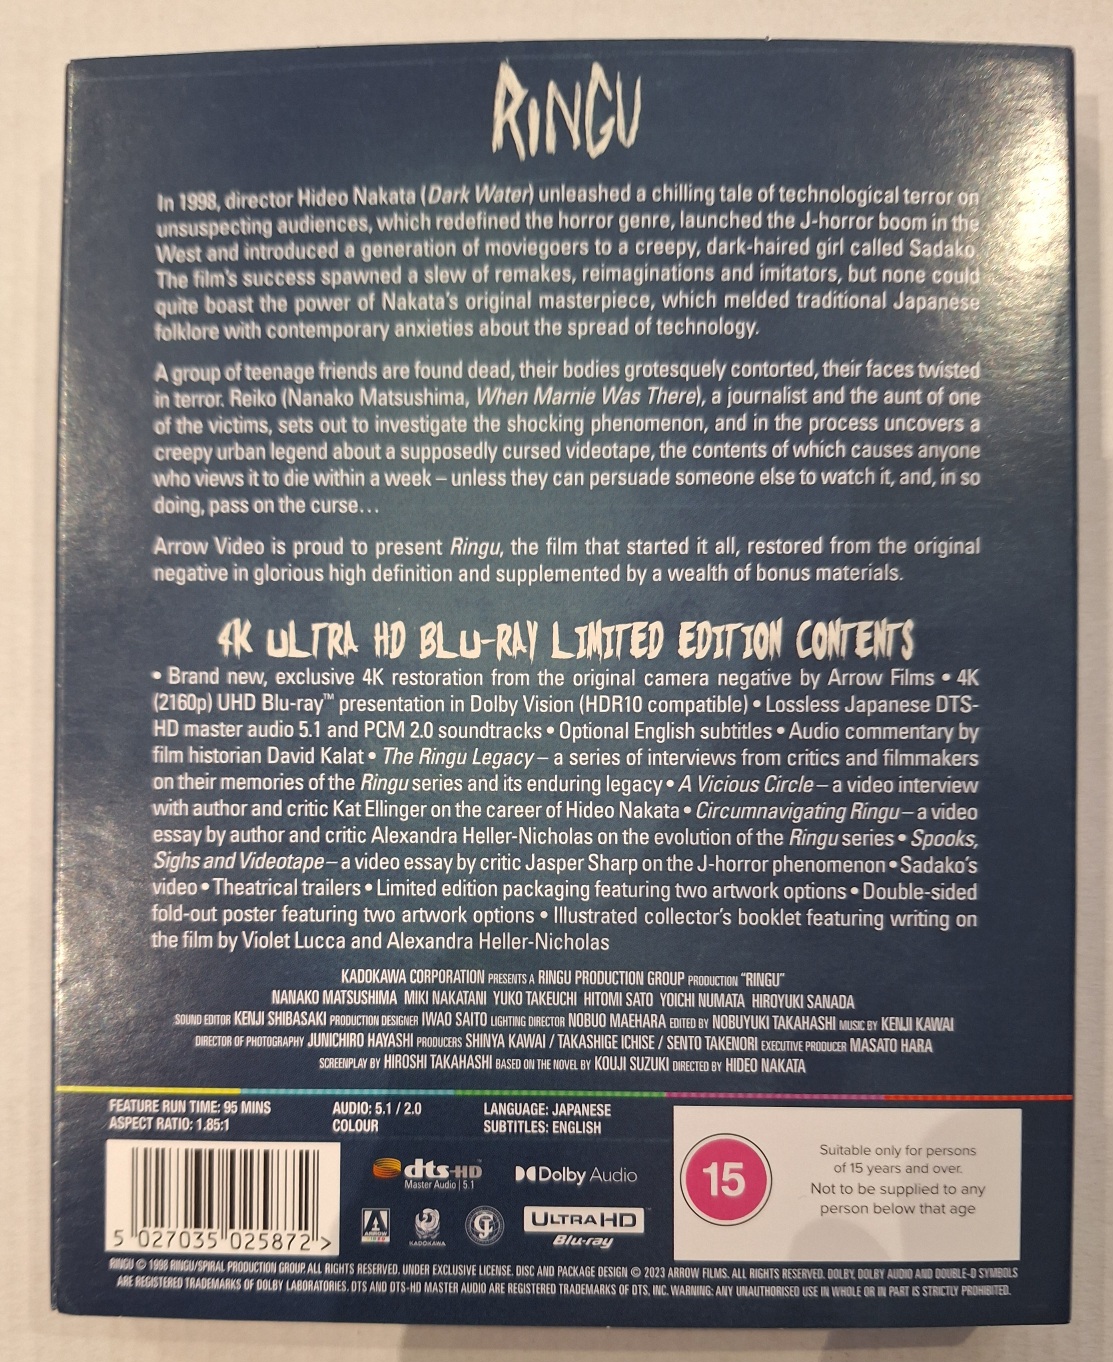 RINGU
In 1998, director Hideo Nakata (Dark Water) unleashed a chilling tale of technological terror on
unsuspecting audiences, which redefined the horror genre, launched the J-horror boom in the
West and introduced a generation of moviegoers to a creepy, dark-haired girl called Sadako.
The film's success spawned a slew of remakes, reimaginations and imitators, but none could
quite boast the power of Nakata's original masterpiece, which melded traditional Japanese
folklore with contemporary anxieties about the spread of technology.
A group of teenage friends are found dead, their bodies grotesquely contorted, their faces twisted
in terror. Reiko (Nanako Matsushima, When Marnie Was There), a journalist and the aunt of one
of the victims, sets out to investigate the shocking phenomenon, and in the process uncovers a
creepy urban legend about a supposedly cursed videotape, the contents of which causes anyone
who views it to die within a week – unless they can persuade someone else to watch it, and, in so
doing, pass on the curse…
Arrow Video is proud to present Ringu, the film that started it all, restored from the original
negative in glorious high definition and supplemented by a wealth of bonus materials.
4K ULTRA HD BLU-RAY LIMITED EDITION CONTENTS
• Brand new, exclusive 4K restoration from the original camera negative by Arrow Films • 4K
(2160p) UHD Blu-ray™ presentation in Dolby Vision (HDR10 compatible) • Lossless Japanese DTS-
HD master audio 5.1 and PCM 2.0 soundtracks • Optional English subtitles • Audio commentary by
film historian David Kalat • The Ringu Legacy – a series of interviews from critics and filmmakers
on their memories of the Ringu series and its enduring legacy • A Vicious Circle – a video interview
with author and critic Kat Ellinger on the career of Hideo Nakata • Circumnavigating Ringu – a video
essay by author and critic Alexandra Heller-Nicholas on the evolution of the Ringu series • Spooks,
Sighs and Videotape – a video essay by critic Jasper Sharp on the J-horror phenomenon • Sadako's
video • Theatrical trailers • Limited edition packaging featuring two artwork options • Double-sided
fold-out poster featuring two artwork options • Illustrated collector's booklet featuring writing on
the film by Violet Lucca and Alexandra Heller-Nicholas
KADOKAWA CORPORATION PRESENTS A RINGU PRODUCTION GROUP PRODUCTION "RINGU"
NANAKO MATSUSHIMA MIKI NAKATANI YUKO TAKEUCHI HITOMI SATO YOICHI NUMATA HIROYUKI SANADA
SOUND EDITOR KENJI SHIBASAKI PRODUCTION DESIGNER IWAO SAITO LIGHTING DIRECTOR NOBUO MAEHARA EDITED BY NOBUYUKI TAKAHASHI MUSIC BY KENJI KAWAI
DIRECTOR OF PHOTOGRAPHY JUNICHIRO HAYASHI PRODUCERS SHINYA KAWAI / TAKASHIGE ICHISE / SENTO TAKENORI EXECUTIVE PRODUCER MASATO HARA
SCREENPLAY BY HIROSHI TAKAHASHI BASED ON THE NOVEL BY KOUJI SUZUKI DIRECTED BY HIDEO NAKATA
FEATURE RUN TIME: 95 MINS
ASPECT RATIO: 1.85:1
AUDIO: 5.1 / 2.0
COLOUR
LANGUAGE: JAPANESE
SUBTITLES: ENGLISH
5 027035 025872 >
dts-HD
Master Audio | 5.1
Dolby Audio
ARROW
KADOKAWA
ULTRA HD
Blu-ray
15
Suitable only for persons
of 15 years and over.
Not to be supplied to any
person below that age
RINGU © 1998 RINGU/SPIRAL PRODUCTION GROUP. ALL RIGHTS RESERVED. UNDER EXCLUSIVE LICENSE. DISC AND PACKAGE DESIGN © 2023 ARROW FILMS. ALL RIGHTS RESERVED. DOLBY, DOLBY AUDIO AND DOUBLE-D SYMBOLS
ARE REGISTERED TRADEMARKS OF DOLBY LABORATORIES. DTS AND DTS-HD MASTER AUDIO ARE REGISTERED TRADEMARKS OF DTS, INC. WARNING: ANY UNAUTHORISED USE IN WHOLE OR IN PART IS STRICTLY PROHIBITED.